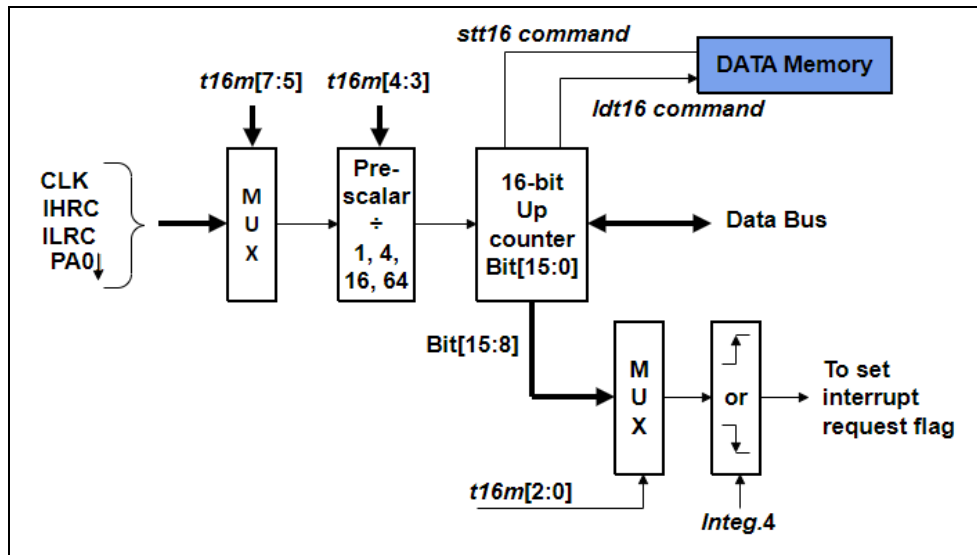 stt16 command
DATA Memory
t16m[7:5]
t16m[4:3]
ldt16 command
CLK
IHRC
ILRC
PA0
M
U
X
Pre-
scalar
÷
1, 4,
16, 64
16-bit
Up
counter
Bit[15:0]
Data Bus
Bit[15:8]
M
U
X
or
To set
interrupt
request flag
t16m[2:0]
Integ.4